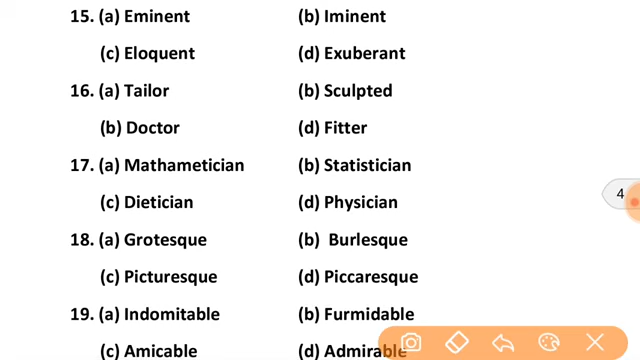 15. (a) Eminent (b) Iminent
(c) Eloquent (d) Exuberant
16. (a) Tailor (b) Sculpted
(b) Doctor (d) Fitter
17. (a) Mathametician (b) Statistician
(c) Dietician (d) Physician
18. (a) Grotesque (b) Burlesque
(c) Picturesque (d) Piccaresque
19. (a) Indomitable (b) Furmidable
(c) Amicable (d) Admirable
4